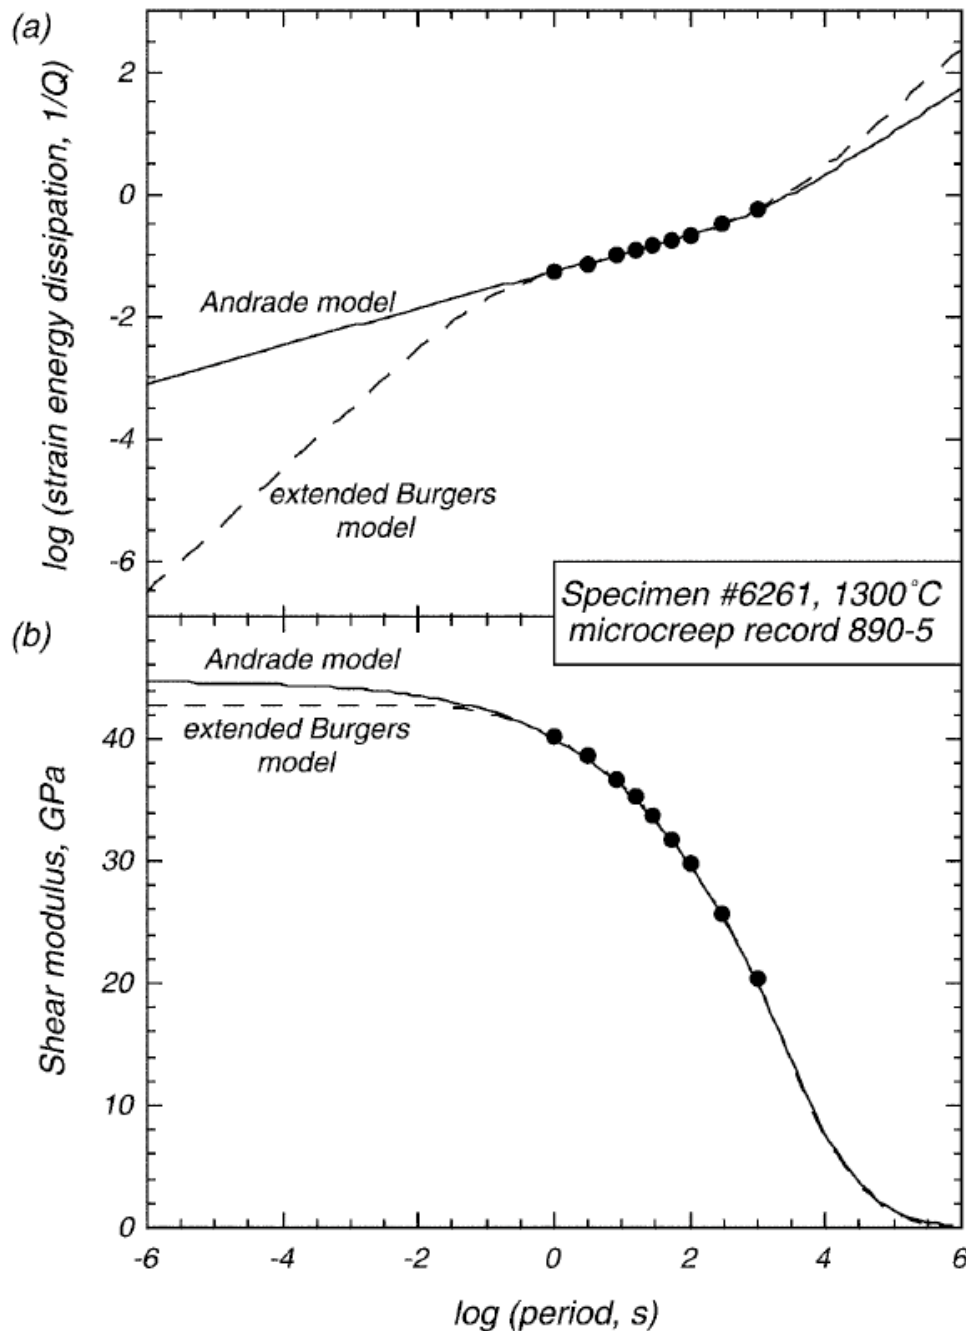 (a)
log (strain energy dissipation, 1/Q)
2
0
-2
-4
-6
Andrade model
extended Burgers
model
Specimen #6261, 1300°C
microcreep record 890-5
(b)
Shear modulus, GPa
40
30
20
10
0
Andrade model
extended Burgers
model
-6 -4 -2 0 2 4 6
log (period, s)